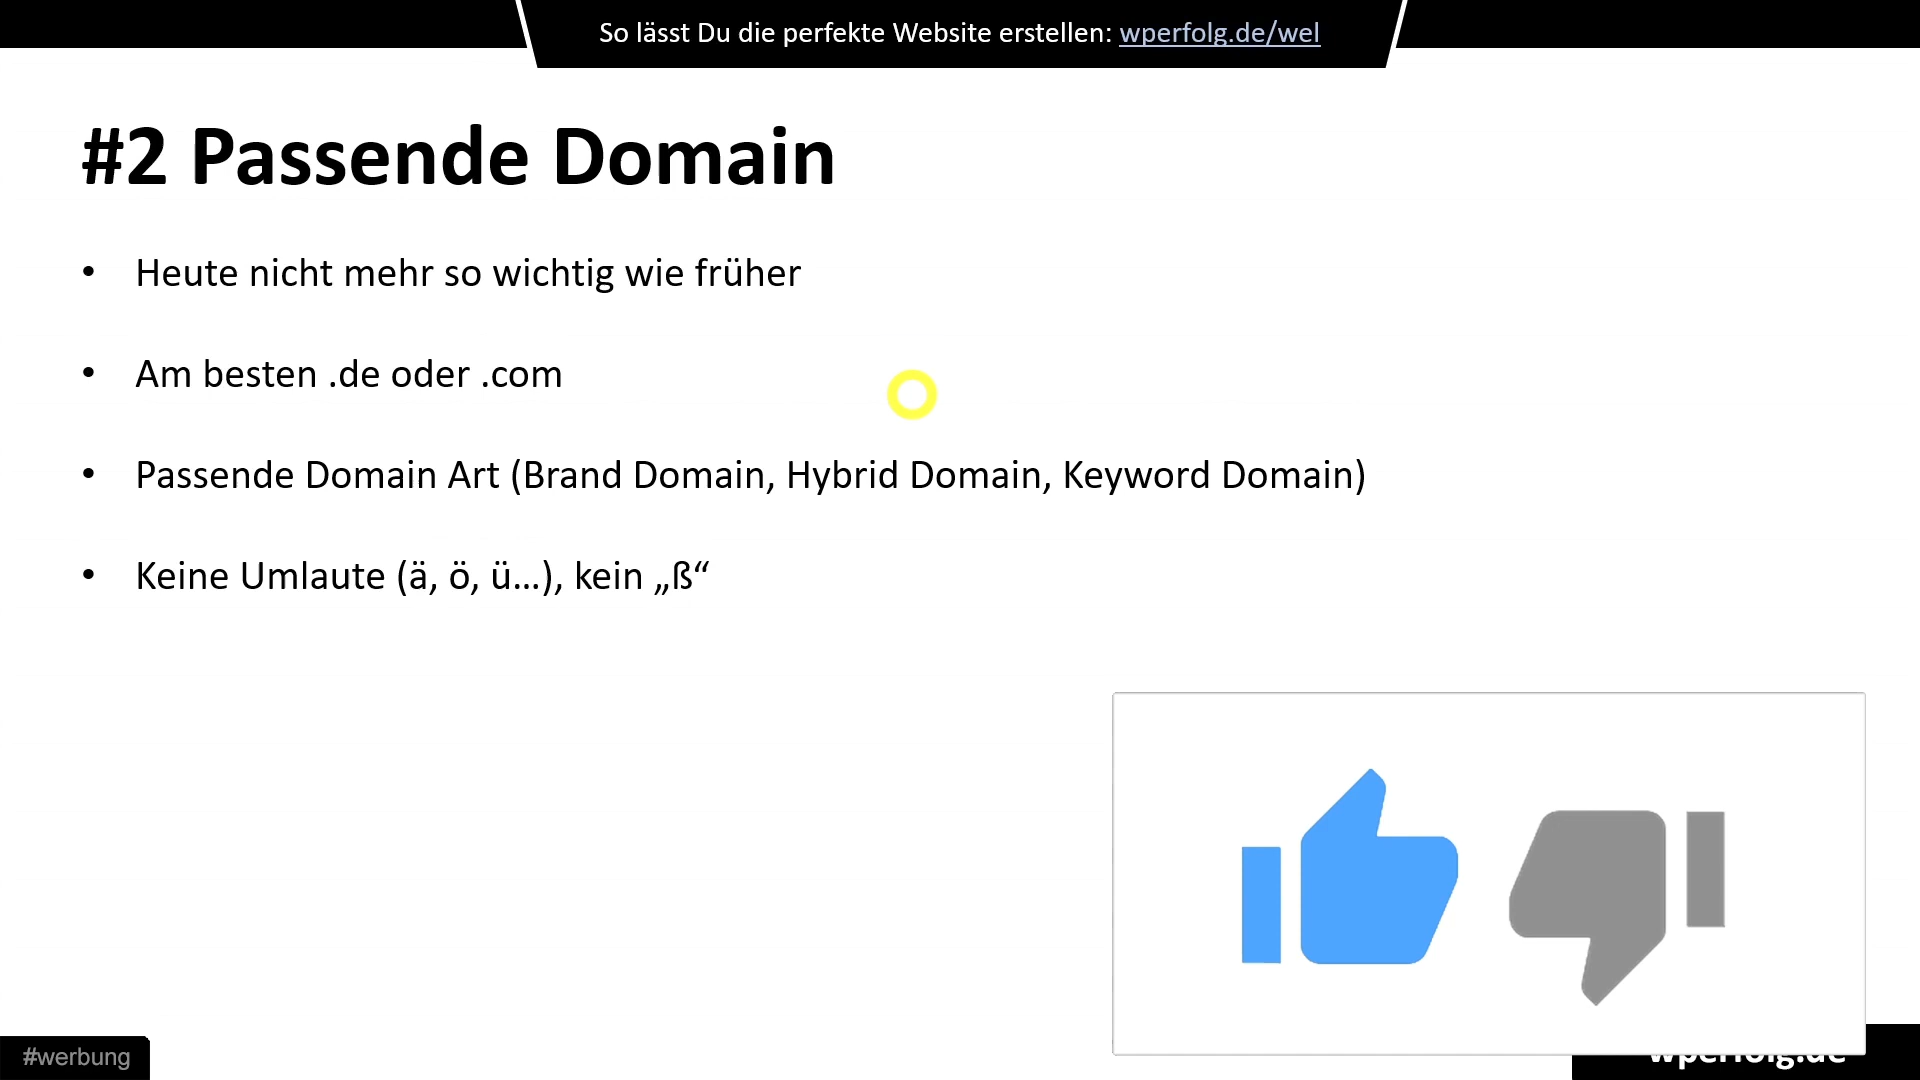 So lässt Du die perfekte Website erstellen: wperfolg.de/wel
#2 Passende Domain
• Heute nicht mehr so wichtig wie früher
• Am besten .de oder .com
• Passende Domain Art (Brand Domain, Hybrid Domain, Keyword Domain)
• Keine Umlaute (ä, ö, ü…), kein „ß“
#werbung
wperfolg.de